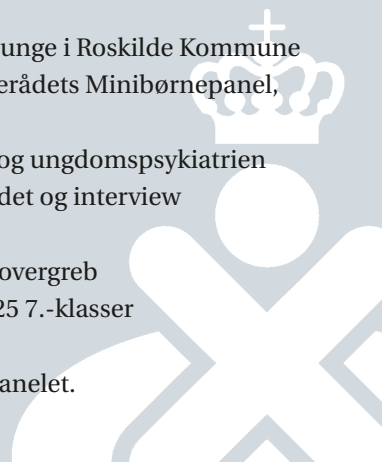 unge i Roskilde Kommune
erådets Minibørnepanel,
og ungdomspsykiatrien
det og interview
overgreb
25 7.-klasser
anelet.